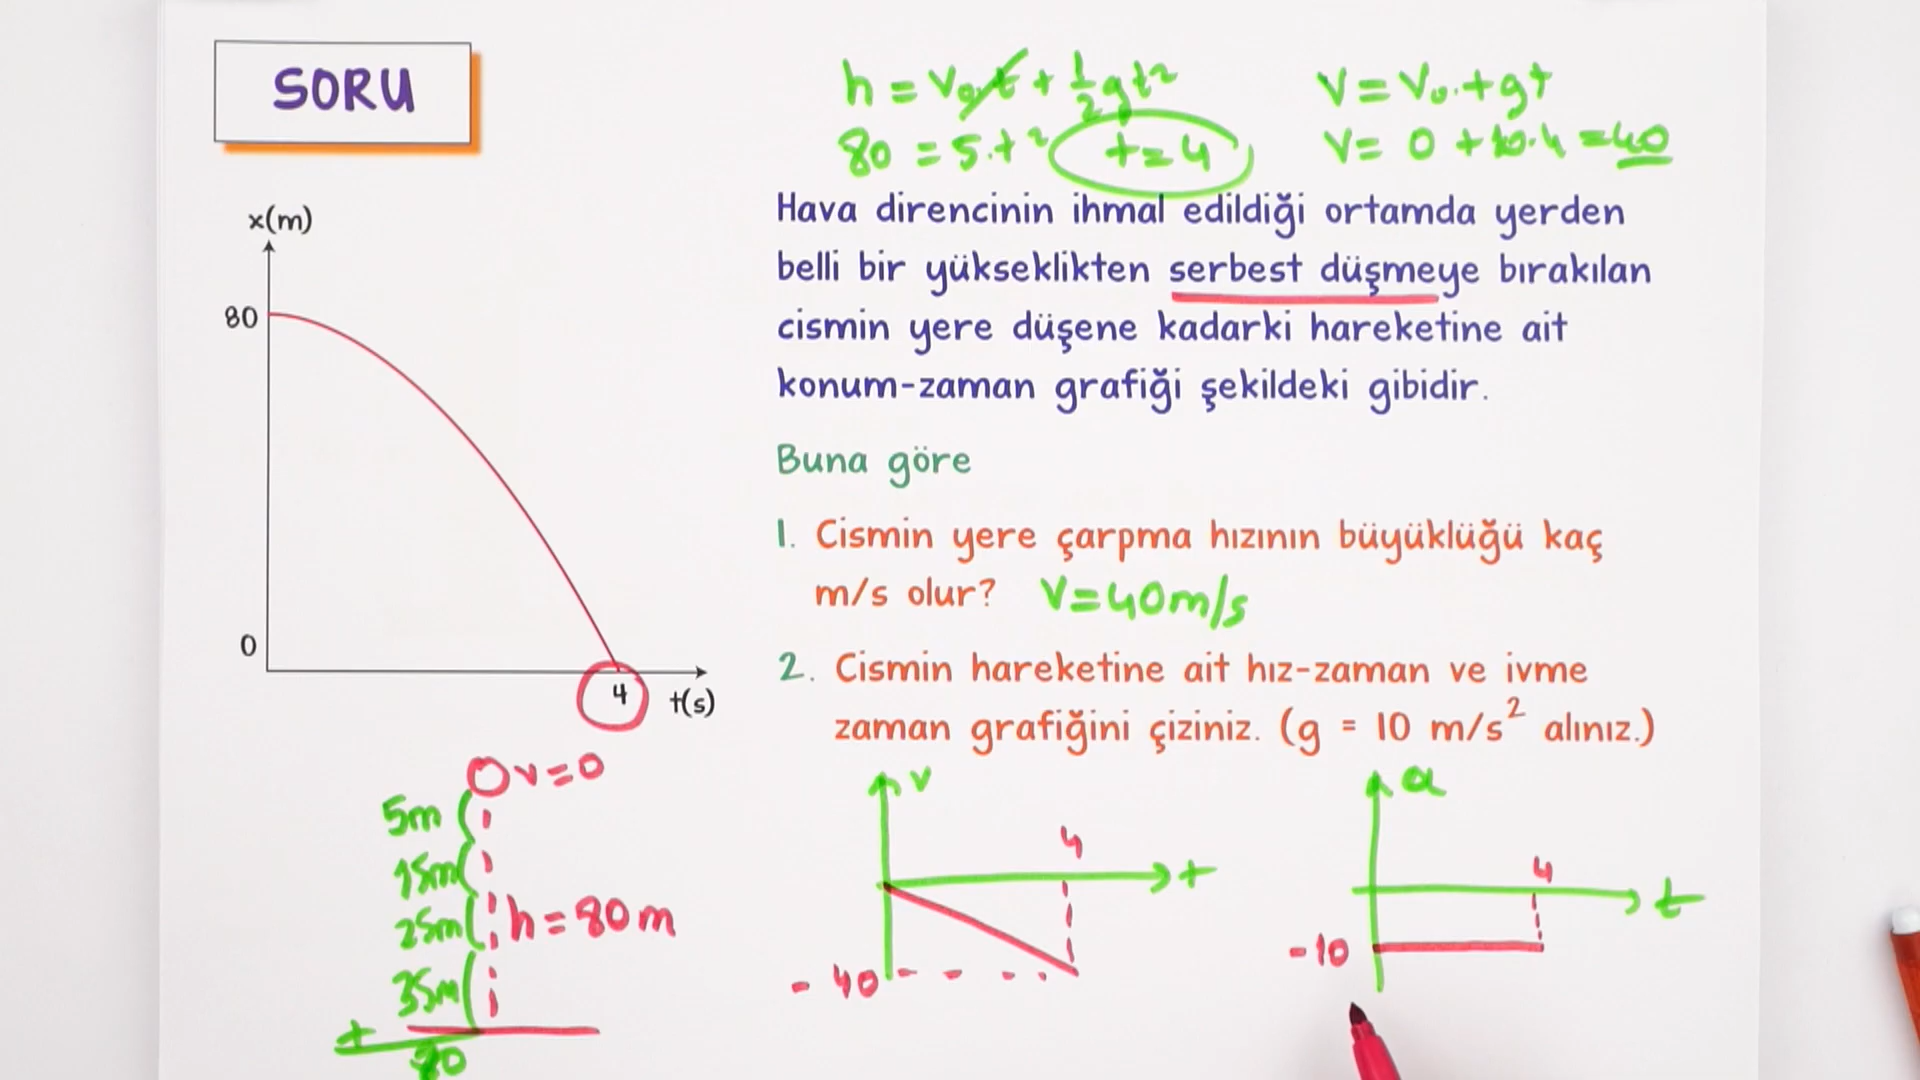 SORU
h = v₀t + 1/2 gt²
80 = 5.t² t=4
V = V₀.+gt
V= 0 +10.4 =40
x(m)
80
0
4
t(s)
Hava direncinin ihmal edildiği ortamda yerden
belli bir yükseklikten serbest düşmeye bırakılan
cismin yere düşene kadarki hareketine ait
konum-zaman grafiği şekildeki gibidir.
Buna göre
1. Cismin yere çarpma hızının büyüklüğü kaç
m/s olur? V=40m/s
2. Cismin hareketine ait hız-zaman ve ivme
zaman grafiğini çiziniz. (g = 10 m/s² alınız.)
v=0
5m
15m
25m
h=80m
35m
+
80
v
4
t
-40
a
4
t
-10